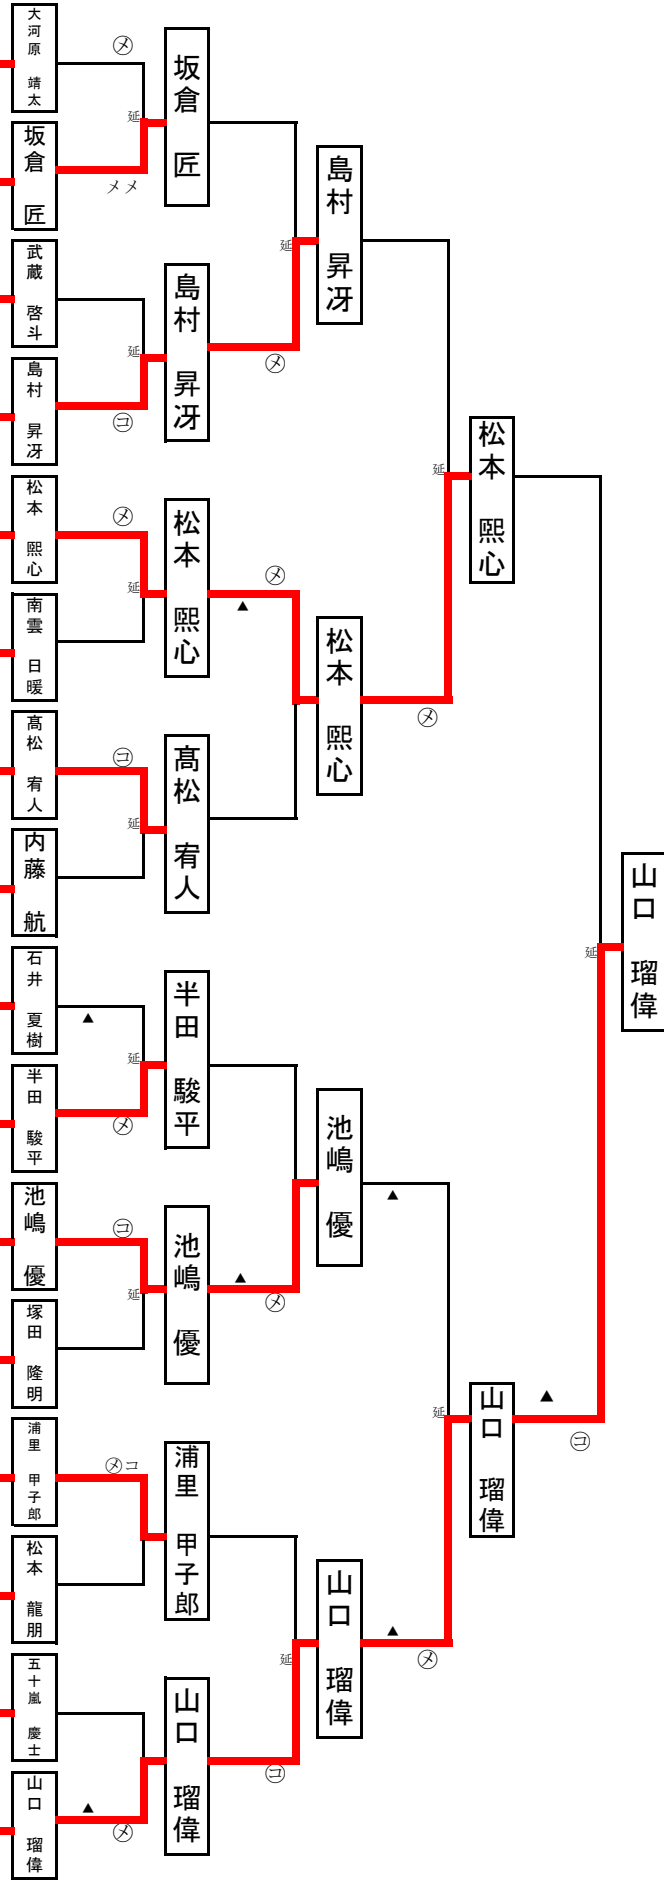 大河原 靖太
㋱
延
坂倉 匠
メメ
武蔵 啓斗
延
島村 昇冴
㋙
松本 熙心
㋱
延
南雲 日暖
髙松 宥人
㋙
延
内藤 航
石井 夏樹
▲
延
半田 駿平
㋱
池嶋 優
㋙
延
塚田 隆明
浦里 甲子郎
㋱コ
松本 龍朋
五十嵐 慶士
▲
山口 瑠偉
㋱
坂倉 匠
延
島村 昇冴
㋱
松本 熙心
㋱
▲
髙松 宥人
半田 駿平
池嶋 優
▲
㋱
浦里 甲子郎
延
山口 瑠偉
㋙
島村 昇冴
延
松本 熙心
㋱
池嶋 優
▲
延
山口 瑠偉
▲
㋱
松本 熙心
延
山口 瑠偉
▲
㋙
山口 瑠偉